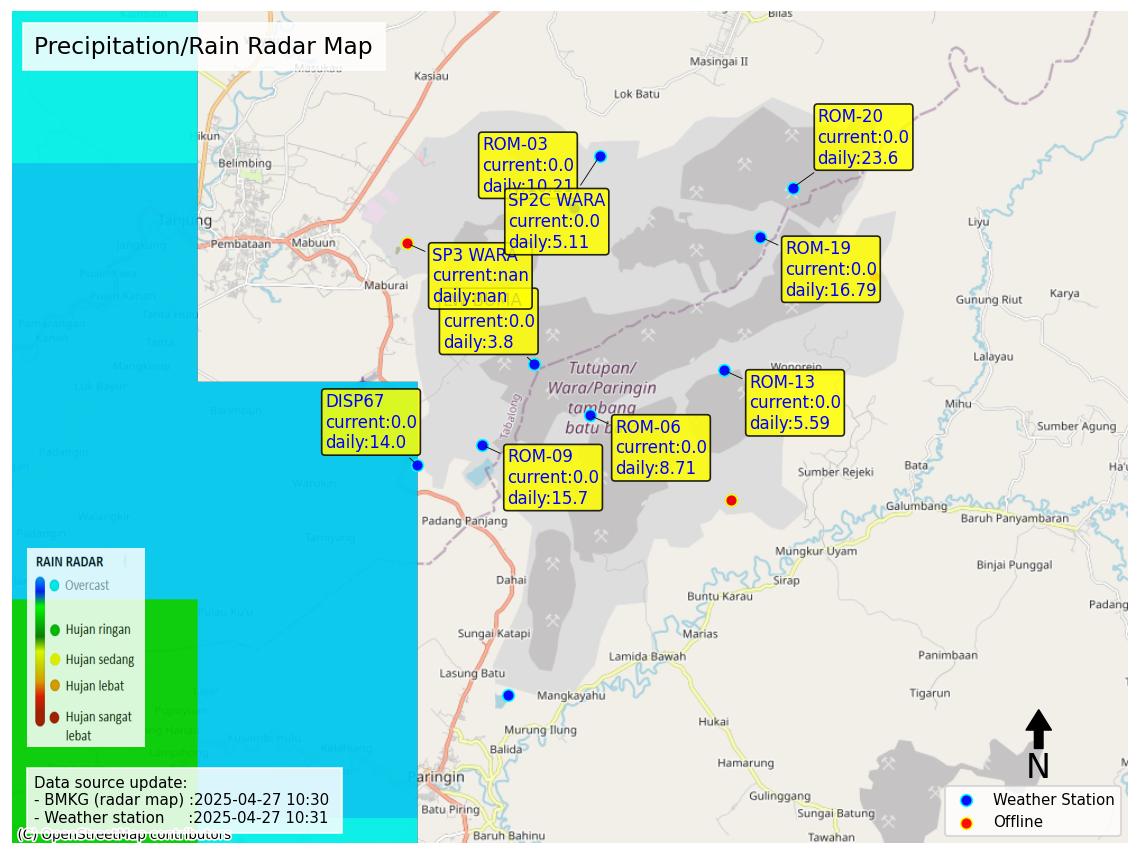 Precipitation/Rain Radar Map
Bilas
Masingai II
Kasiau
Lok Batu
Hikun
Belimbing
Tanjung
Pembataan
Mabuun
Maburai
Jangkung
ROM-03
current:0.0
daily:10.21
SP2C WARA
current:0.0
daily:5.11
ROM-20
current:0.0
daily:23.6
ROM-19
current:0.0
daily:16.79
SP3 WARA
current:nan
daily:nan
current:0.0
daily:3.8
Liyu
Gunung Riut
Karya
Lalayau
Mihu
Sumber Agung
Tutupan/
Wara/Paringin
tambang
batu
Tabalong
Wonorejo
ROM-13
current:0.0
daily:5.59
DISP67
current:0.0
daily:14.0
ROM-06
current:0.0
daily:8.71
ROM-09
current:0.0
daily:15.7
Luk Bayur
Padangin
Warukin
Tamiyang
Sumber Rejeki
Bata
Galumbang
Baruh Panyambaran
Padang Panjang
Mungkur Uyam
Binjai Punggal
Dahai
Sirap
Buntu Karau
Padang
Sungai Katapi
Marias
Lamida Bawah
Panimbaan
Lasung Batu
Mangkayahu
Tigarun
Murung Ilung
Hukai
Balida
Hamarung
Paringin
Gulinggang
Batu Piring
Sungai Batung
Baruh Bahinu
Tawahan
RAIN RADAR
Overcast
Hujan ringan
Hujan sedang
Hujan lebat
Hujan sangat
lebat
Data source update:
- BMKG (radar map) :2025-04-27 10:30
- Weather station :2025-04-27 10:31
(C) OpenStreetMap contributors
N
Weather Station
Offline